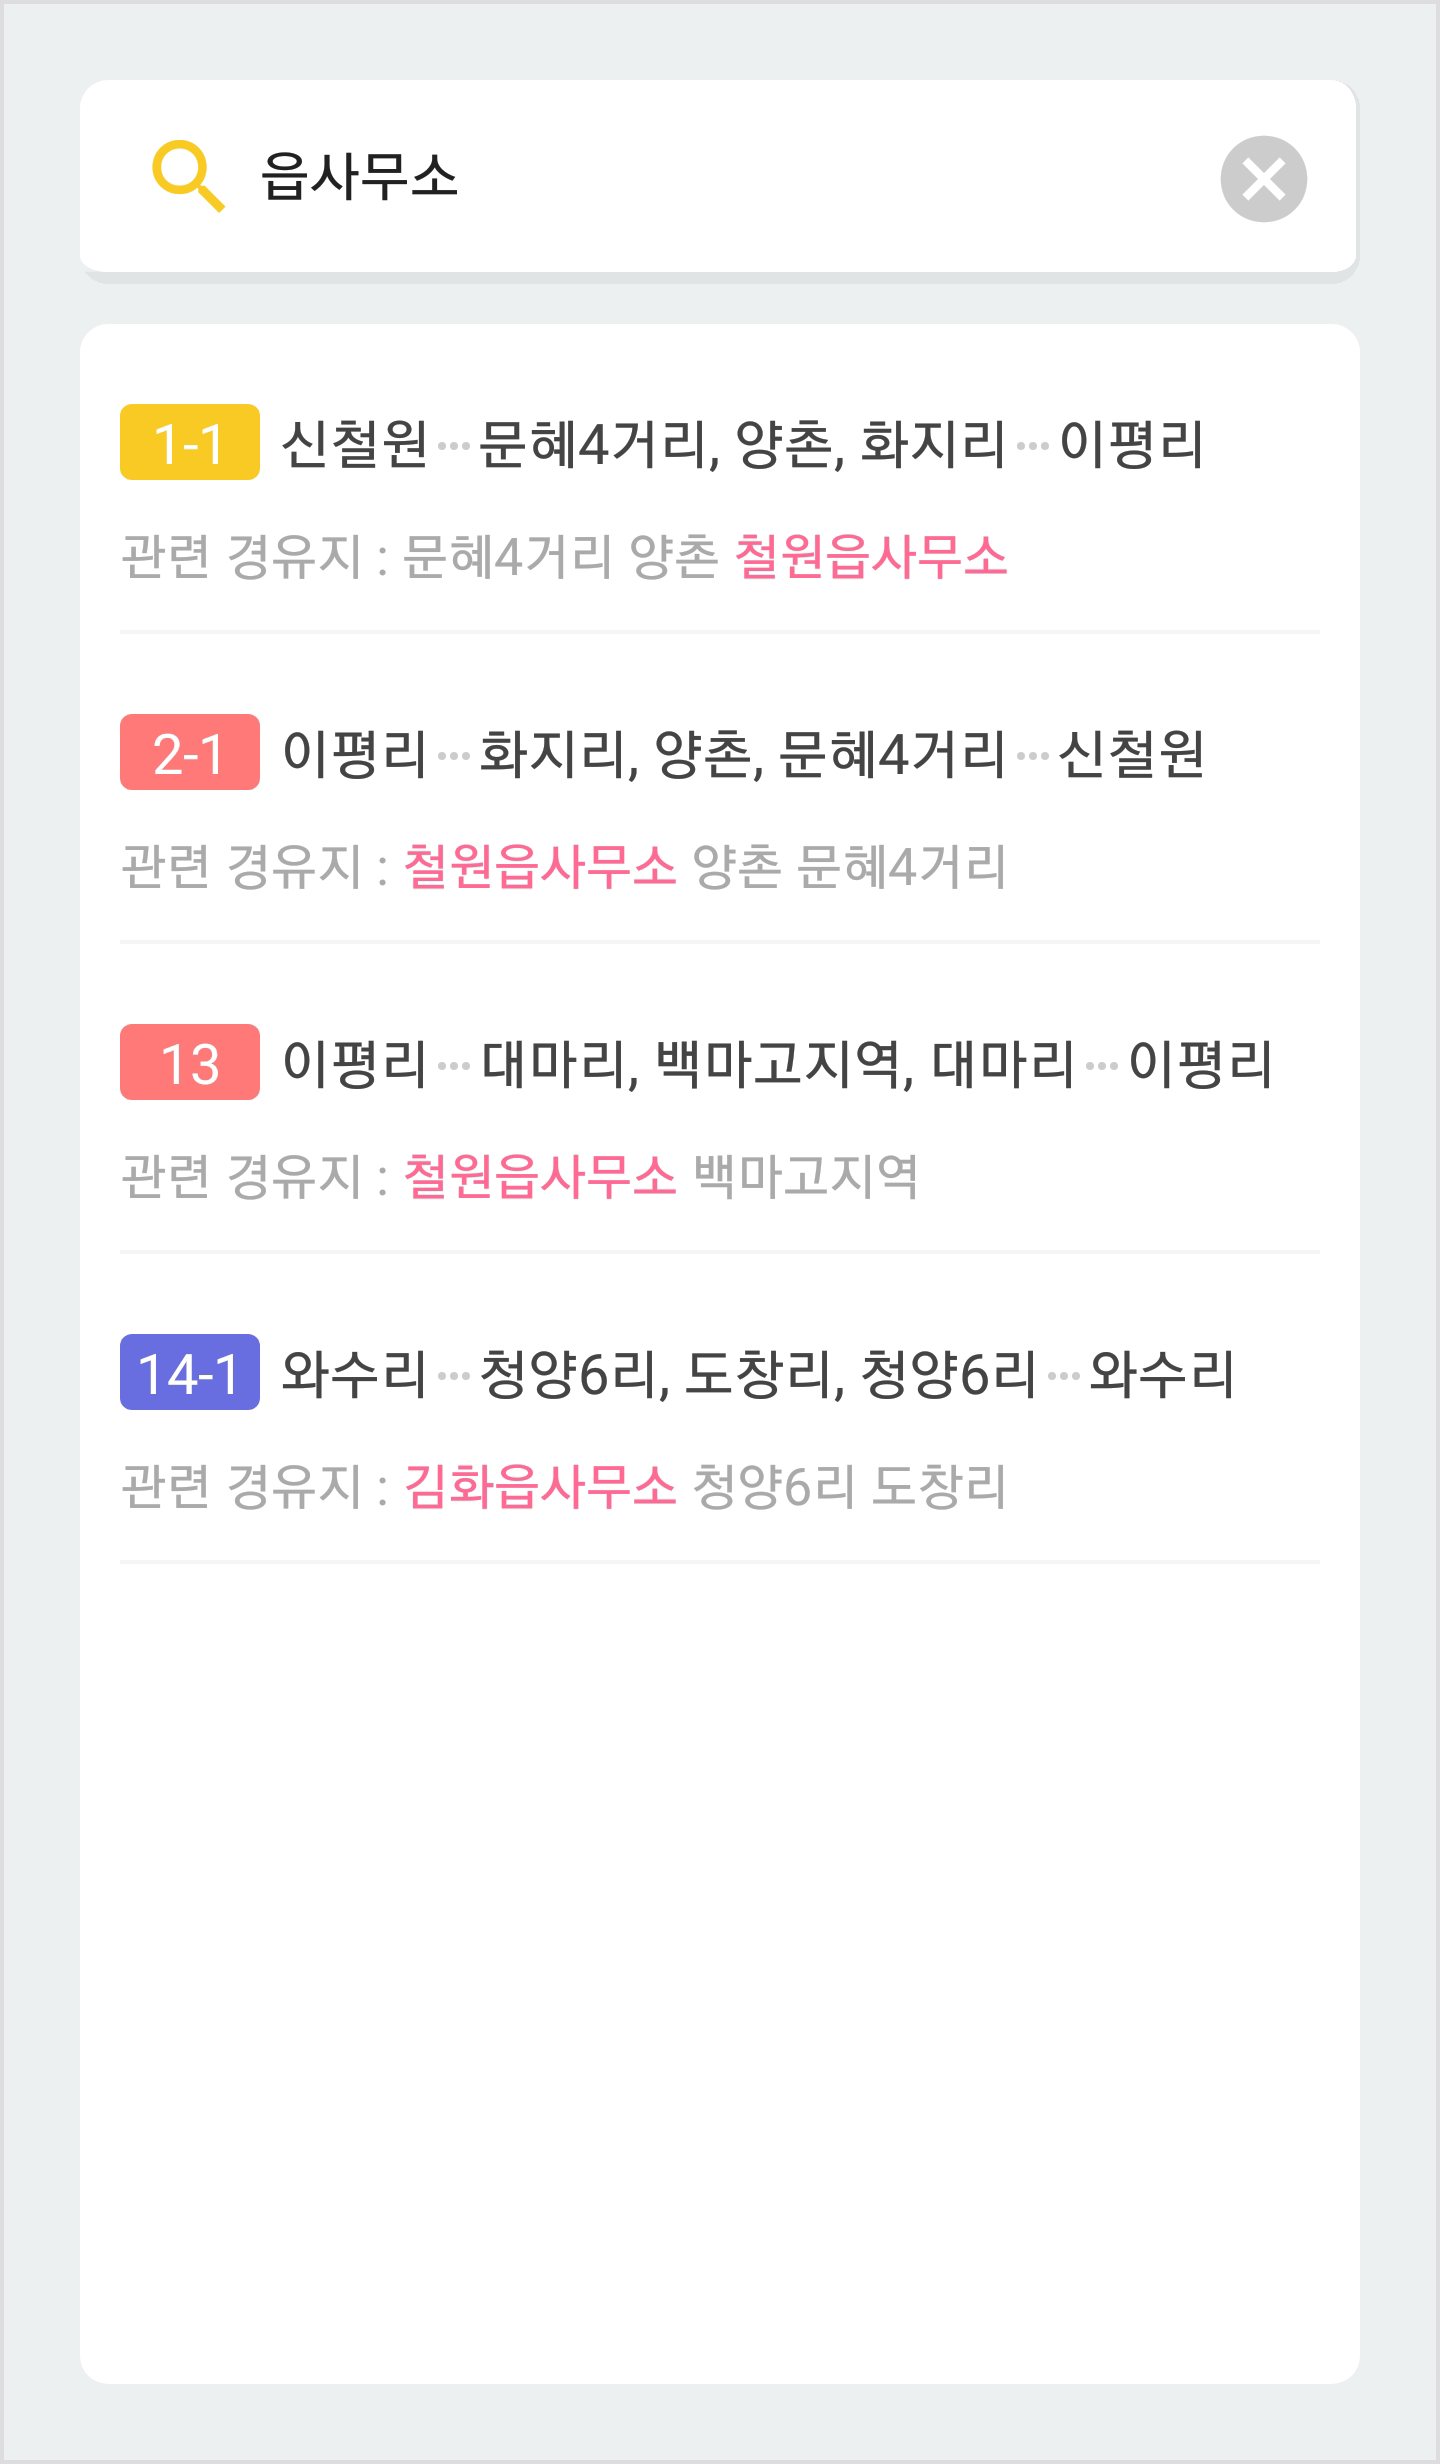 읍사무소
1-1 신철원···문혜4거리, 양촌, 화지리···이평리
관련 경유지 : 문혜4거리 양촌 철원읍사무소
2-1 이평리···화지리, 양촌, 문혜4거리···신철원
관련 경유지 : 철원읍사무소 양촌 문혜4거리
13 이평리···대마리, 백마고지역, 대마리···이평리
관련 경유지 : 철원읍사무소 백마고지역
14-1 와수리···청양6리, 도창리, 청양6리···와수리
관련 경유지 : 김화읍사무소 청양6리 도창리